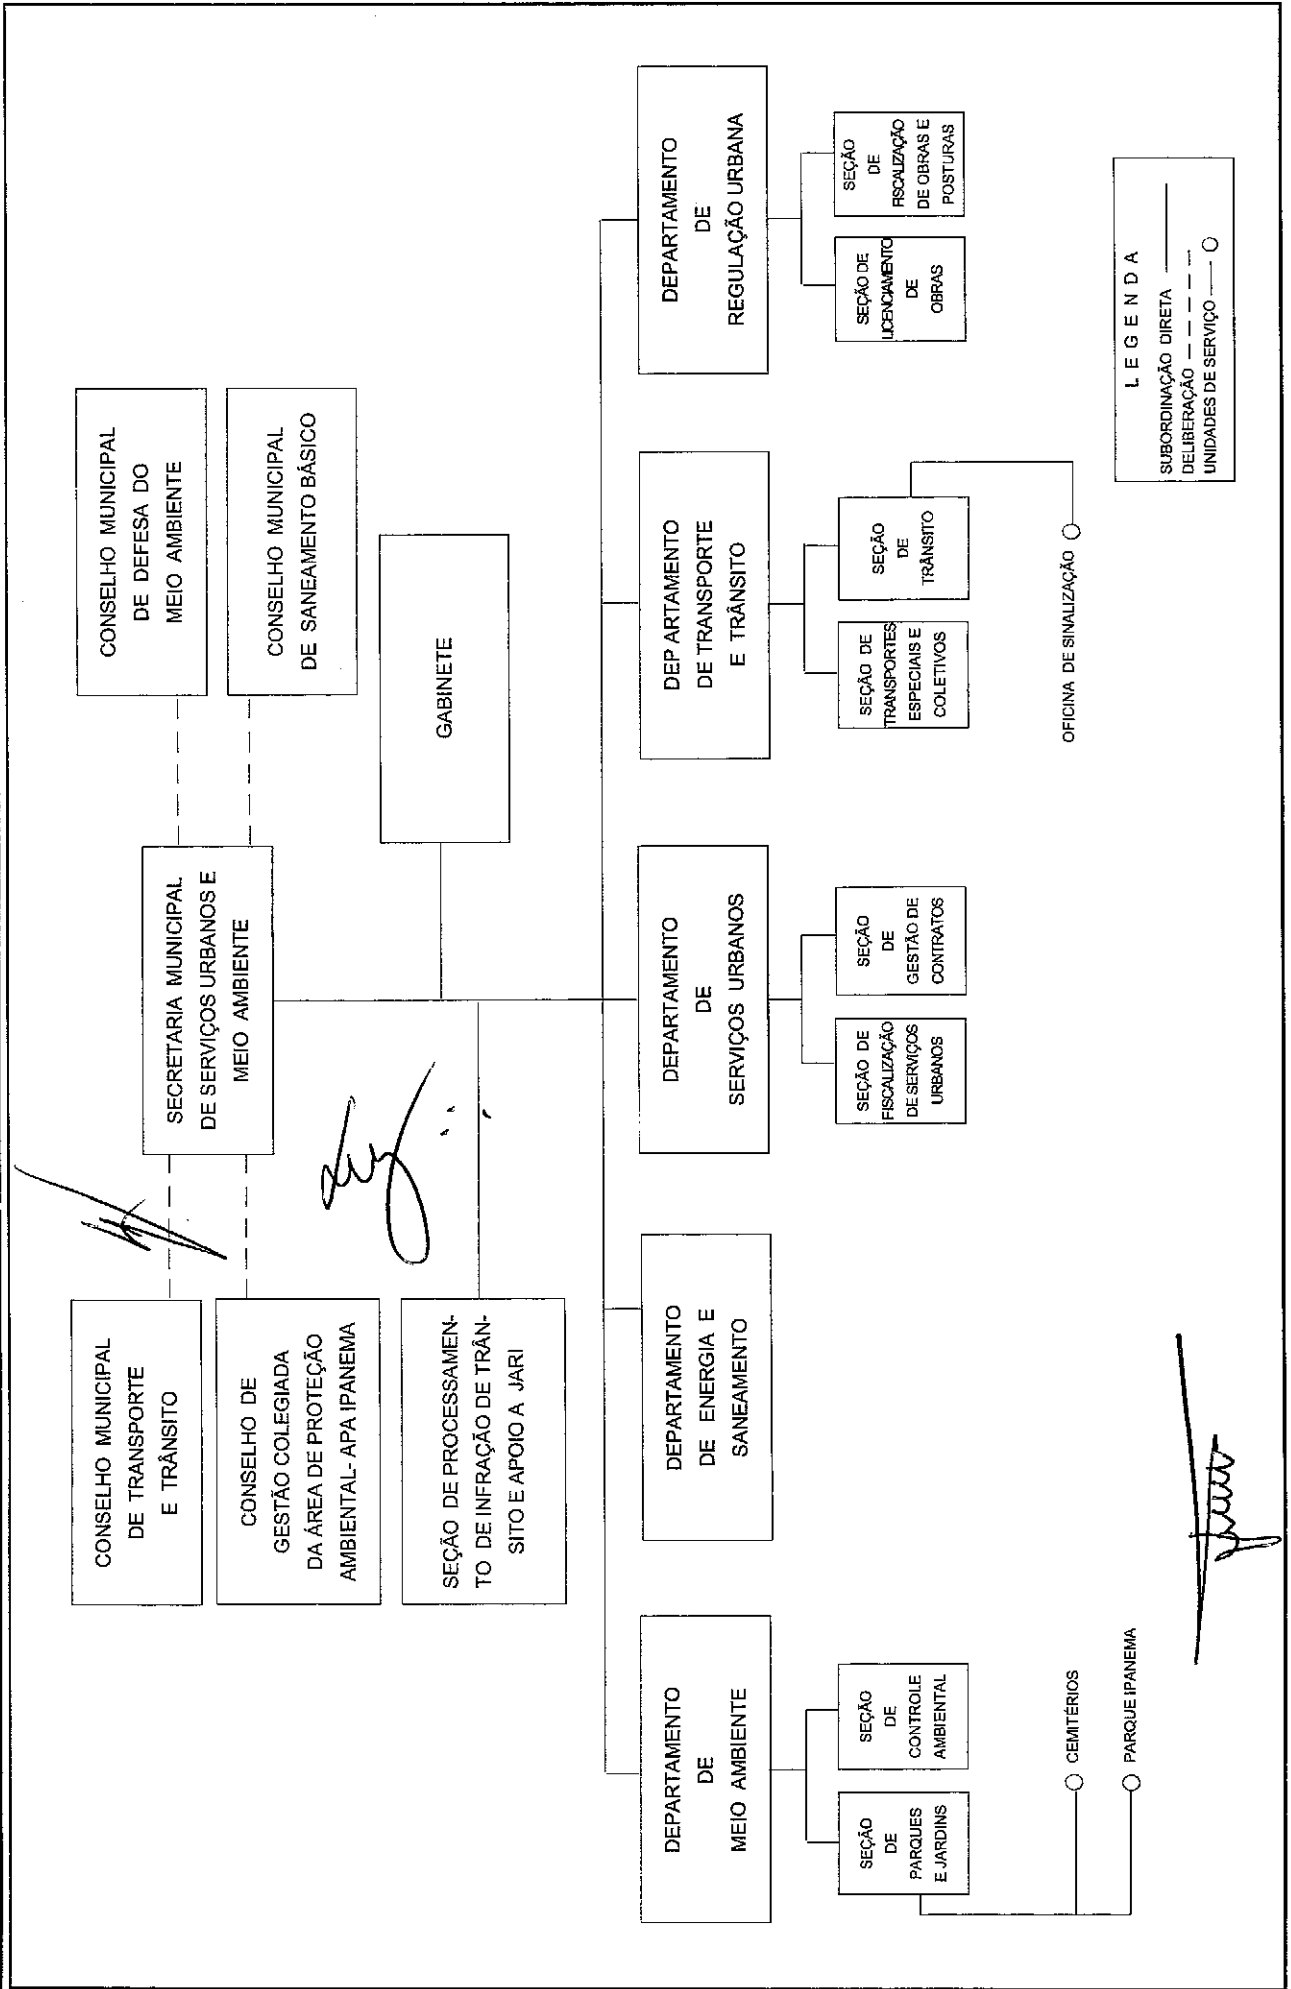 CONSELHO MUNICIPAL
DE TRANSPORTE
E TRÂNSITO
SECRETARIA MUNICIPAL
DE SERVIÇOS URBANOS E
MEIO AMBIENTE
CONSELHO MUNICIPAL
DE DEFESA DO
MEIO AMBIENTE
CONSELHO DE
GESTÃO COLEGIADA
DA ÁREA DE PROTEÇÃO
AMBIENTAL- APA IPANEMA
CONSELHO MUNICIPAL
DE SANEAMENTO BÁSICO
SEÇÃO DE PROCESSAMEN-
TO DE INFRAÇÃO DE TRÂN-
SITO E APOIO A JARI
GABINETE
DEPARTAMENTO
DE
MEIO AMBIENTE
DEPARTAMENTO
DE ENERGIA E
SANEAMENTO
DEPARTAMENTO
DE
SERVIÇOS URBANOS
DEP ARTAMENTO
DE TRANSPORTE
E TRÂNSITO
DEPARTAMENTO
DE
REGULAÇÃO URBANA
SEÇÃO
DE
PARQUES
E JARDINS
SEÇÃO
DE
CONTROLE
AMBIENTAL
SEÇÃO DE
FISCALIZAÇÃO
DE SERVIÇOS
URBANOS
SEÇÃO
DE
GESTÃO DE
CONTRATOS
SEÇÃO DE
TRANSPORTES
ESPECIAIS E
COLETIVOS
SEÇÃO
DE
TRÂNSITO
SEÇÃO DE
LICENCIAMENTO
DE
OBRAS
SEÇÃO
DE
FISCALIZAÇÃO
DE OBRAS E
POSTURAS
CEMITÉRIOS
PARQUE IPANEMA
OFICINA DE SINALIZAÇÃO
LEGENDA
SUBORDINAÇÃO DIRETA
DELIBERAÇÃO
UNIDADES DE SERVIÇO